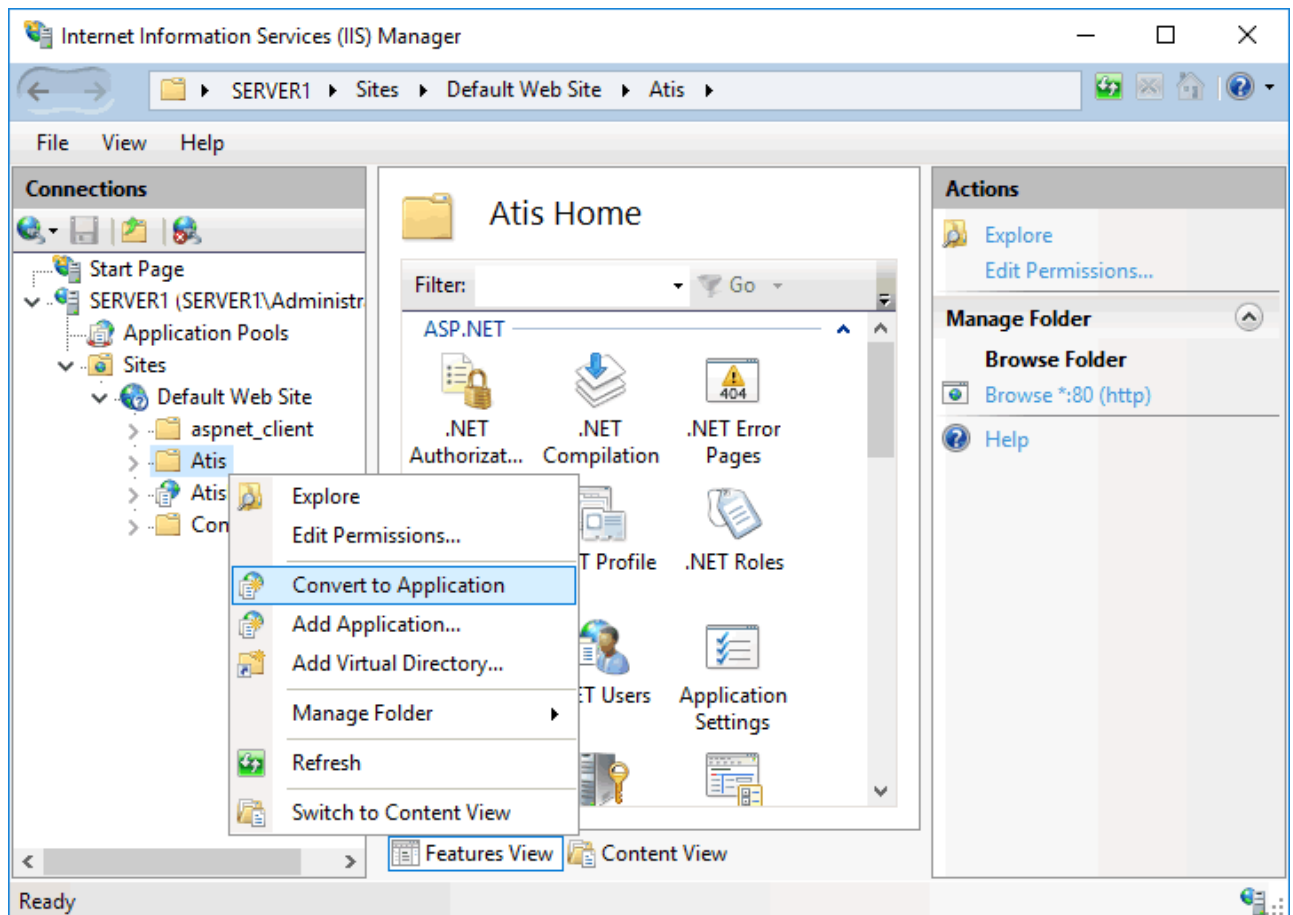 Internet Information Services (IIS) Manager
SERVER1 Sites Default Web Site Atis
File View Help
Connections
Start Page
SERVER1 (SERVER1\Administr
Application Pools
Sites
Default Web Site
aspnet_client
Atis
Atis
Con
Explore
Edit Permissions...
Convert to Application
Add Application...
Add Virtual Directory...
Manage Folder
Refresh
Switch to Content View
Atis Home
Filter:
Go
ASP.NET
.NET
Authorizat...
.NET
Compilation
404
.NET Error
Pages
T Profile
.NET Roles
ET Users
Application
Settings
Features View
Content View
Actions
Explore
Edit Permissions...
Manage Folder
Browse Folder
Browse *:80 (http)
Help
Ready